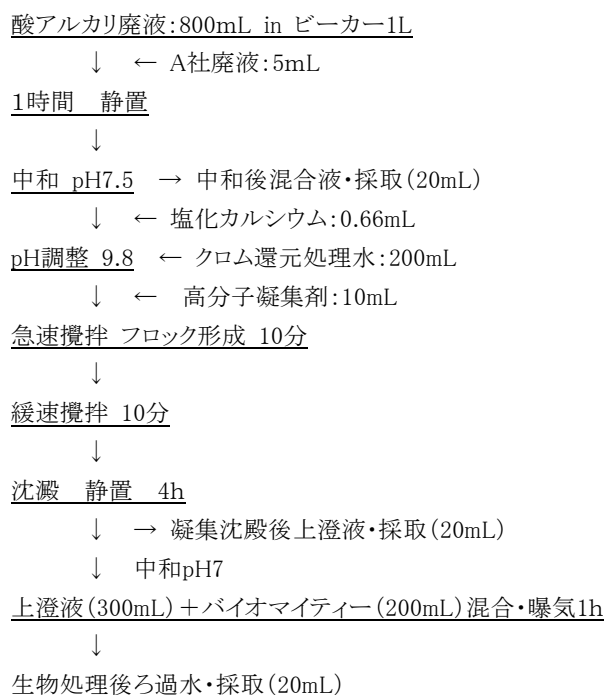 酸アルカリ廃液:800mL in ビーカー1L
↓ ← A社廃液:5mL
1時間 静置
↓
中和 pH7.5 → 中和後混合液・採取(20mL)
↓ ← 塩化カルシウム:0.66mL
pH調整 9.8 ← クロム還元処理水:200mL
↓ ← 高分子凝集剤:10mL
急速攪拌 フロック形成 10分
↓
緩速攪拌 10分
↓
沈澱 静置 4h
↓ → 凝集沈殿後上澄液・採取(20mL)
↓ 中和pH7
上澄液(300mL)+バイオマイティー(200mL)混合・曝気1h
↓
生物処理後ろ過水・採取(20mL)